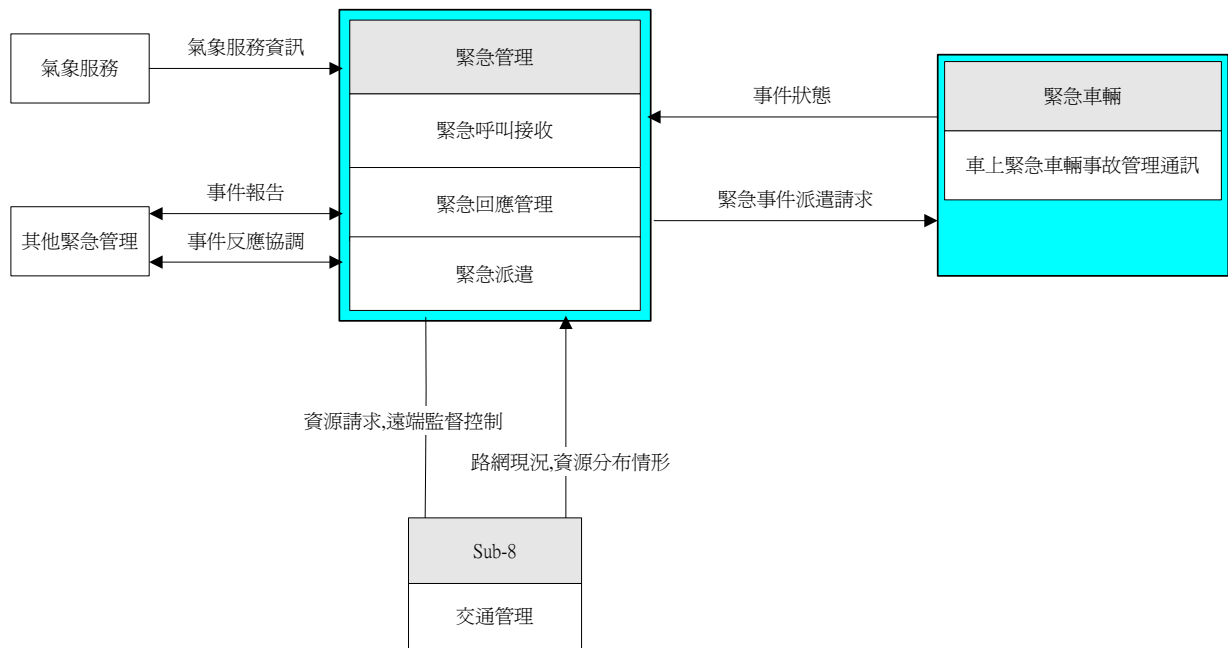 氣象服務
氣象服務資訊
緊急管理
緊急呼叫接收
緊急回應管理
緊急派遣
其他緊急管理
事件報告
事件反應協調
事件狀態
緊急事件派遣請求
緊急車輛
車上緊急車輛事故管理通訊
資源請求,遠端監督控制
路網現況,資源分布情形
Sub-8
交通管理